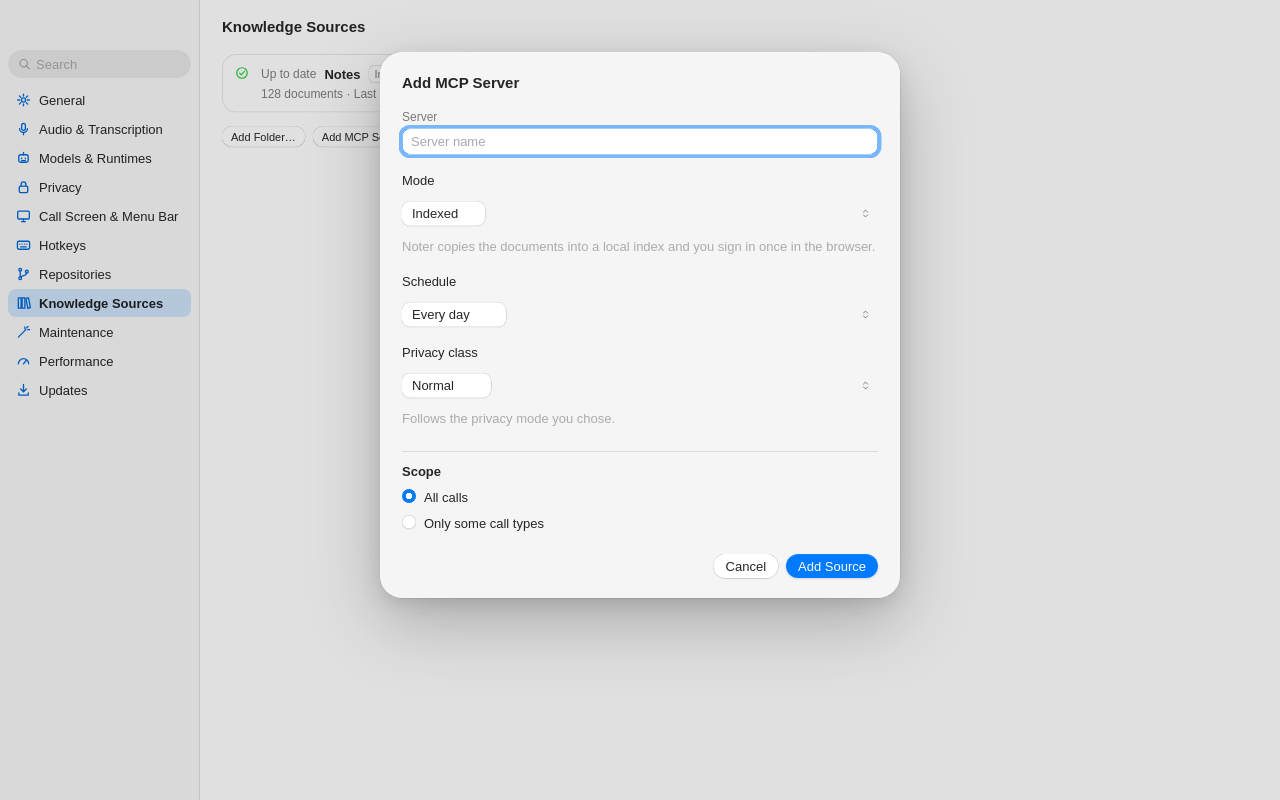 Search
General
Audio & Transcription
Models & Runtimes
Privacy
Call Screen & Menu Bar
Hotkeys
Repositories
Knowledge Sources
Maintenance
Performance
Updates
Knowledge Sources
Up to date Notes
128 documents · Last
Add Folder… Add MCP
Add MCP Server
Server
Server name
Mode
Indexed
Noter copies the documents into a local index and you sign in once in the browser.
Schedule
Every day
Privacy class
Normal
Follows the privacy mode you chose.
Scope
All calls
Only some call types
Cancel Add Source